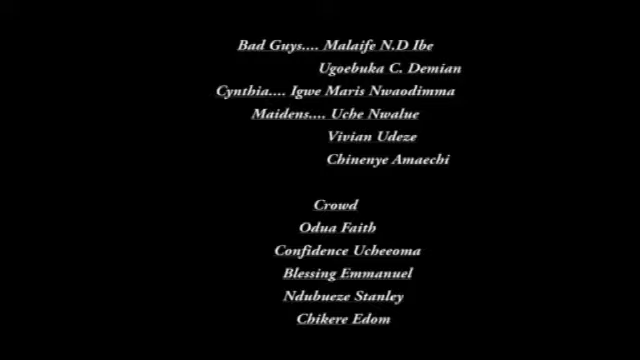 Bad Guys.... Malaife N.D Ibe
Ugoebuka C. Demian
Cynthia.... Igwe Maris Nwaodimma
Maidens.... Uche Nwalue
Vivian Udeze
Chinenye Amaechi
Crowd
Odua Faith
Confidence Ucheeoma
Blessing Emmanuel
Ndubueze Stanley
Chikere Edom